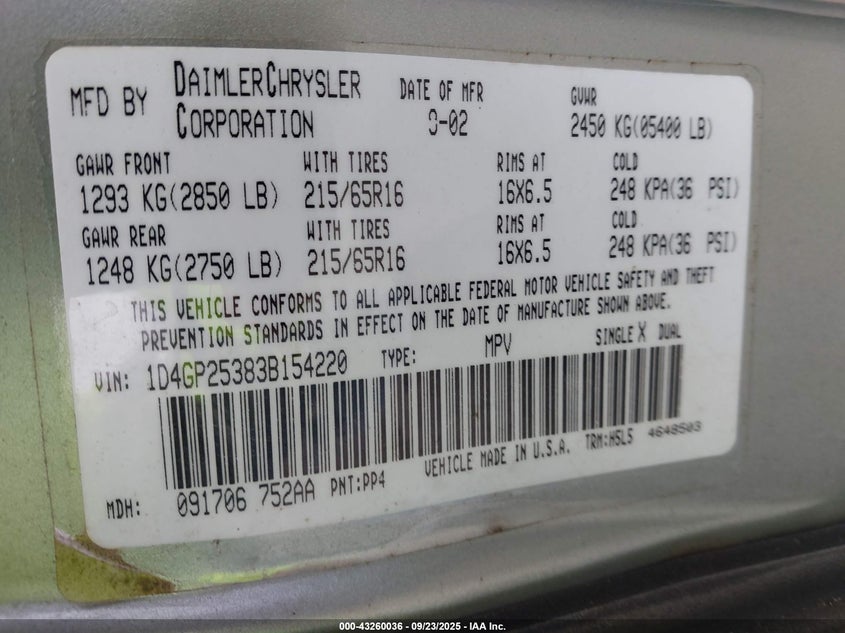 MFD BY DAIMLERCHRYSLER CORPORATION
DATE OF MFR
9-02
GVWR
2450 KG(05400 LB)
GAWR FRONT WITH TIRES RIMS AT COLD
1293 KG(2850 LB) 215/65R16 16X6.5 248 KPA(36 PSI)
GAWR REAR WITH TIRES RIMS AT COLD
1248 KG(2750 LB) 215/65R16 16X6.5 248 KPA(36 PSI)
THIS VEHICLE CONFORMS TO ALL APPLICABLE FEDERAL MOTOR VEHICLE SAFETY AND THEFT
PREVENTION STANDARDS IN EFFECT ON THE DATE OF MANUFACTURE SHOWN ABOVE.
VIN: 1D4GP25383B154220 TYPE: MPV SINGLE X DUAL
VEHICLE MADE IN U.S.A. TRM:H5L5 4648503
MDH: 091706 752AA PNT:PP4
000-43260036 - 09/23/2025 - IAA Inc.